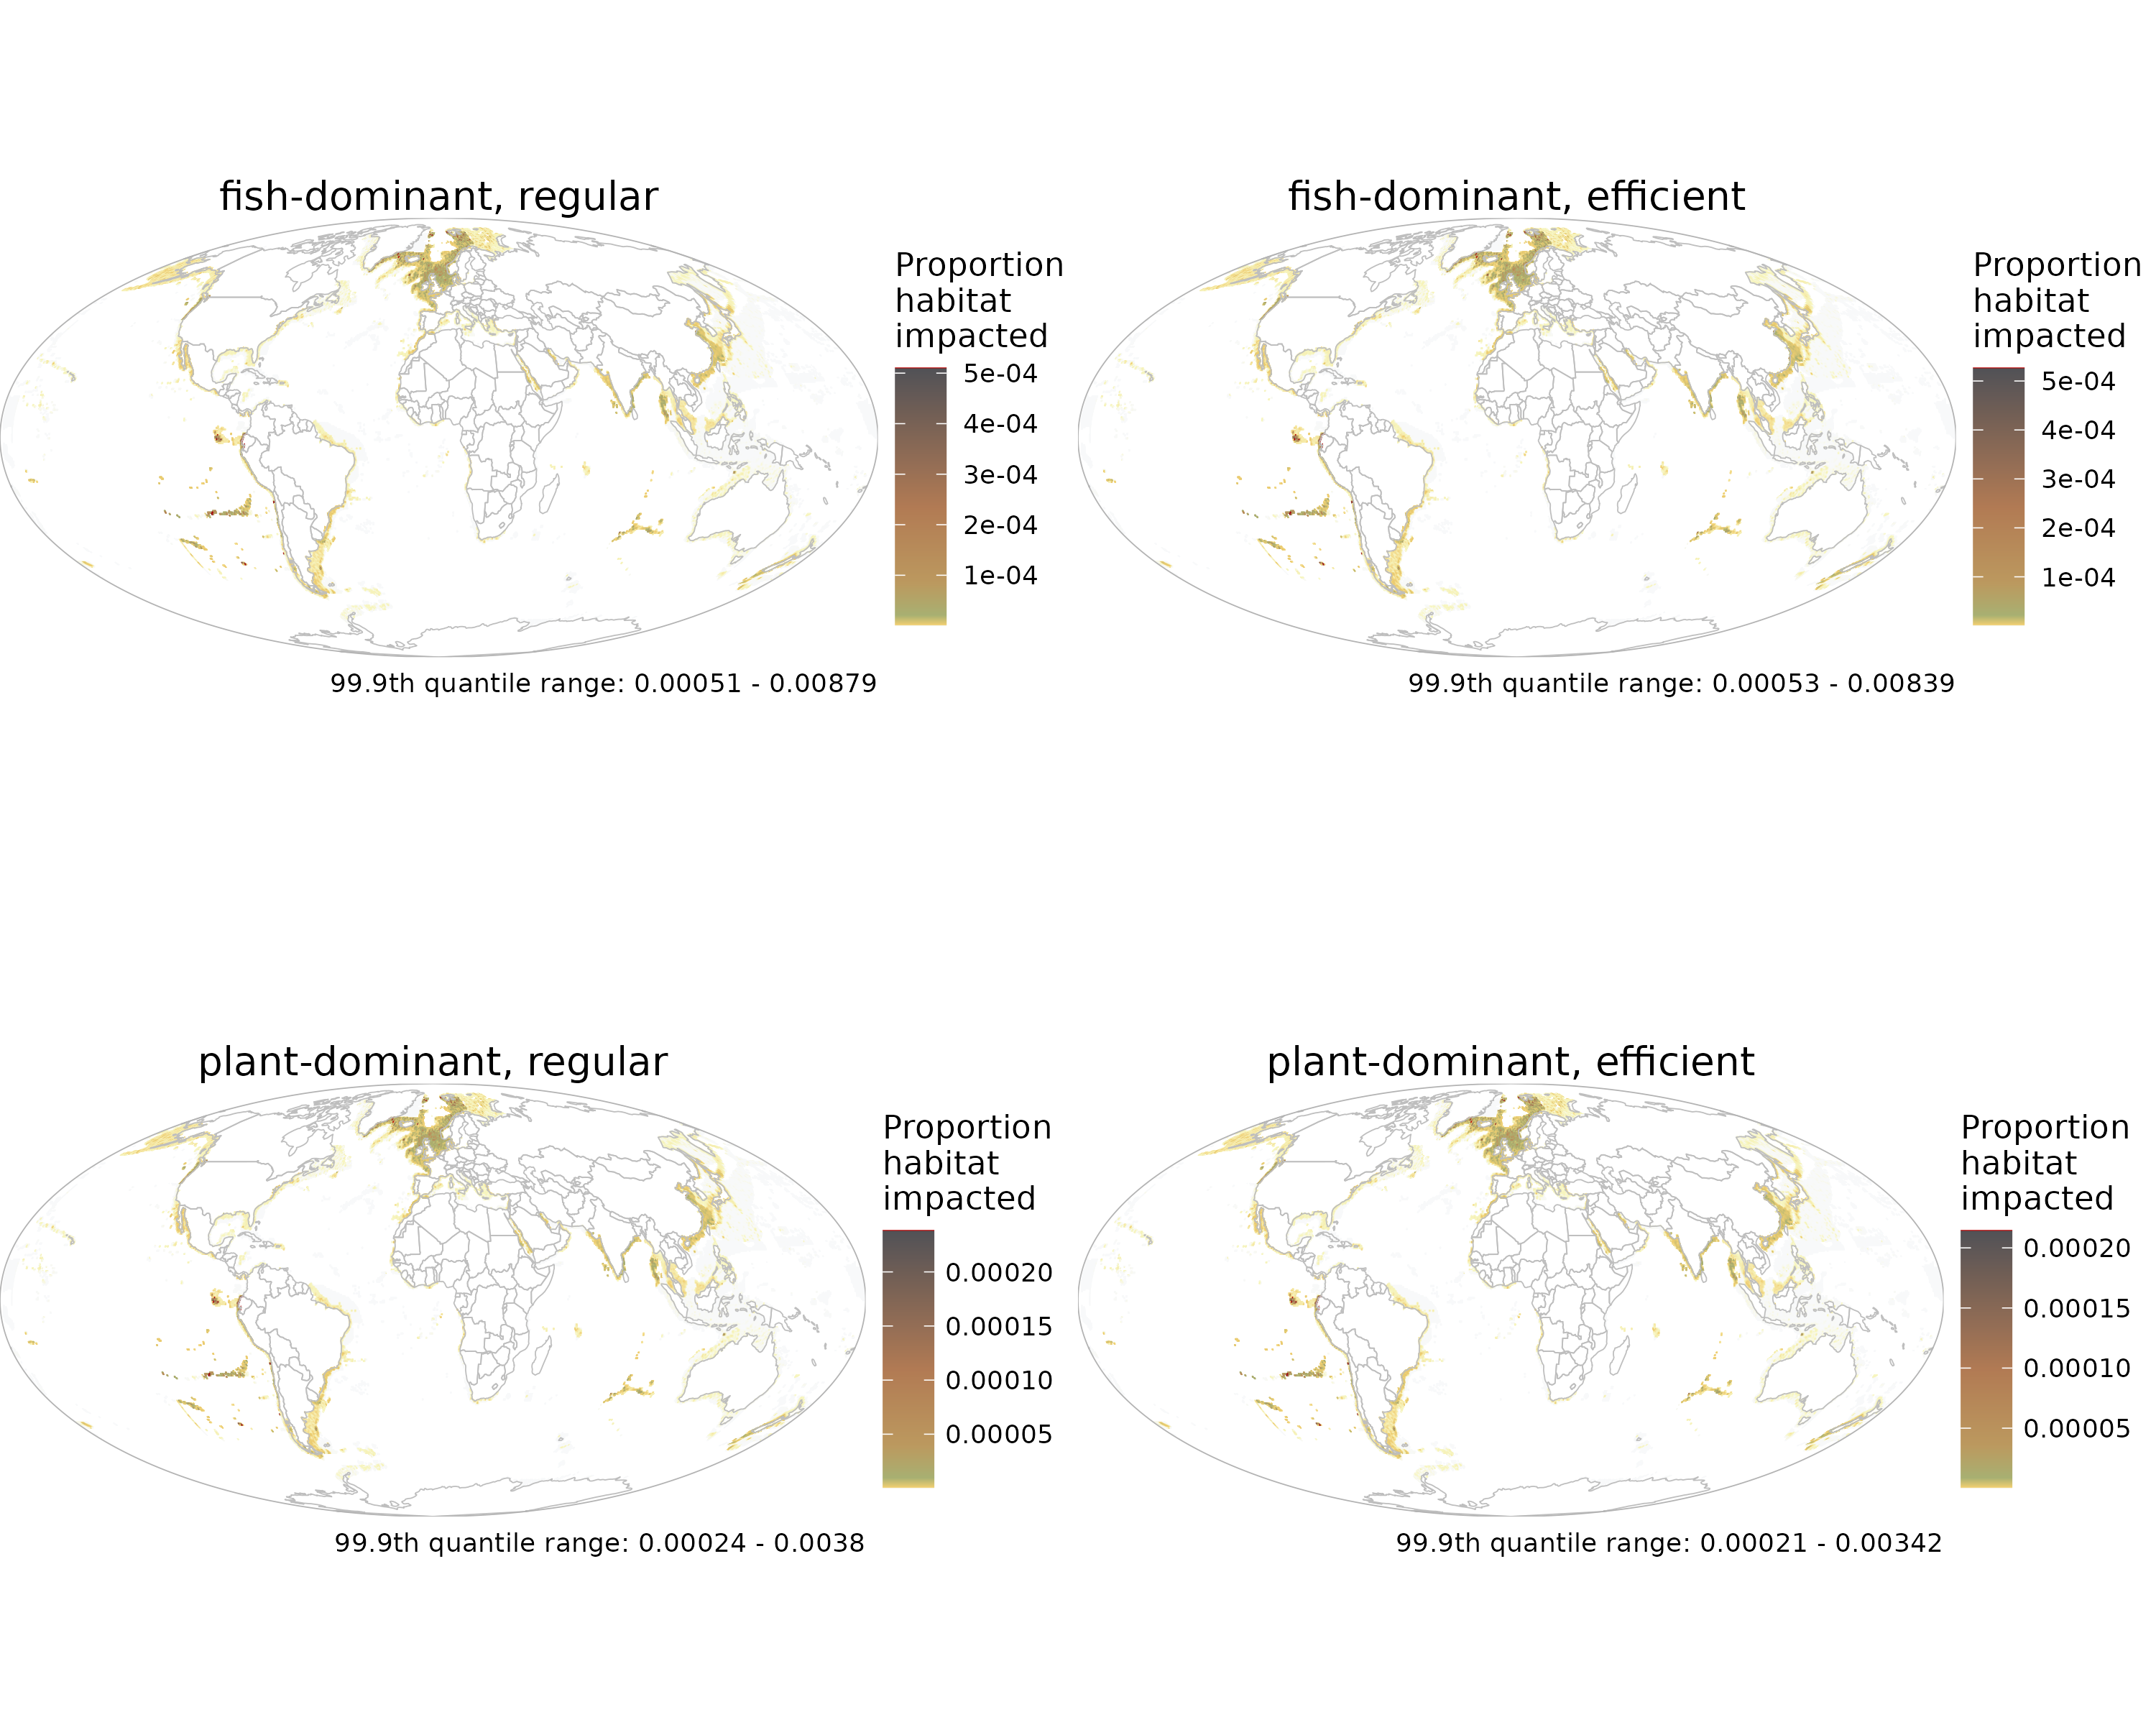 fish-dominant, regular
Proportion
habitat
impacted
5e-04
4e-04
3e-04
2e-04
1e-04
99.9th quantile range: 0.00051 - 0.00879
fish-dominant, efficient
Proportion
habitat
impacted
5e-04
4e-04
3e-04
2e-04
1e-04
99.9th quantile range: 0.00053 - 0.00839
plant-dominant, regular
Proportion
habitat
impacted
0.00020
0.00015
0.00010
0.00005
99.9th quantile range: 0.00024 - 0.0038
plant-dominant, efficient
Proportion
habitat
impacted
0.00020
0.00015
0.00010
0.00005
99.9th quantile range: 0.00021 - 0.00342